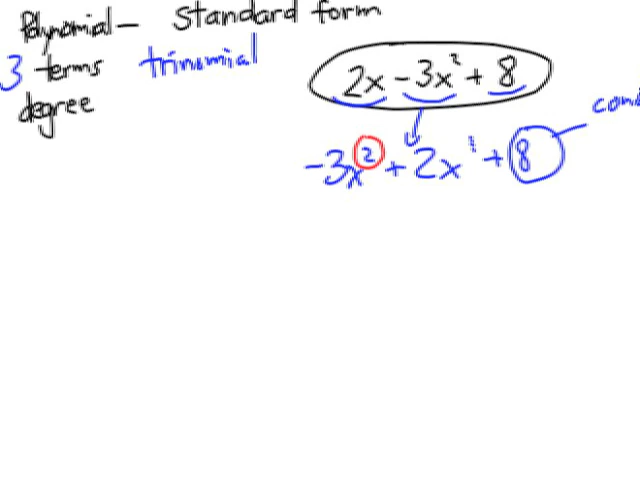 Polynomial – Standard form
3 terms trinomial
degree
2x - 3x² + 8
-3x² + 2x¹ + 8